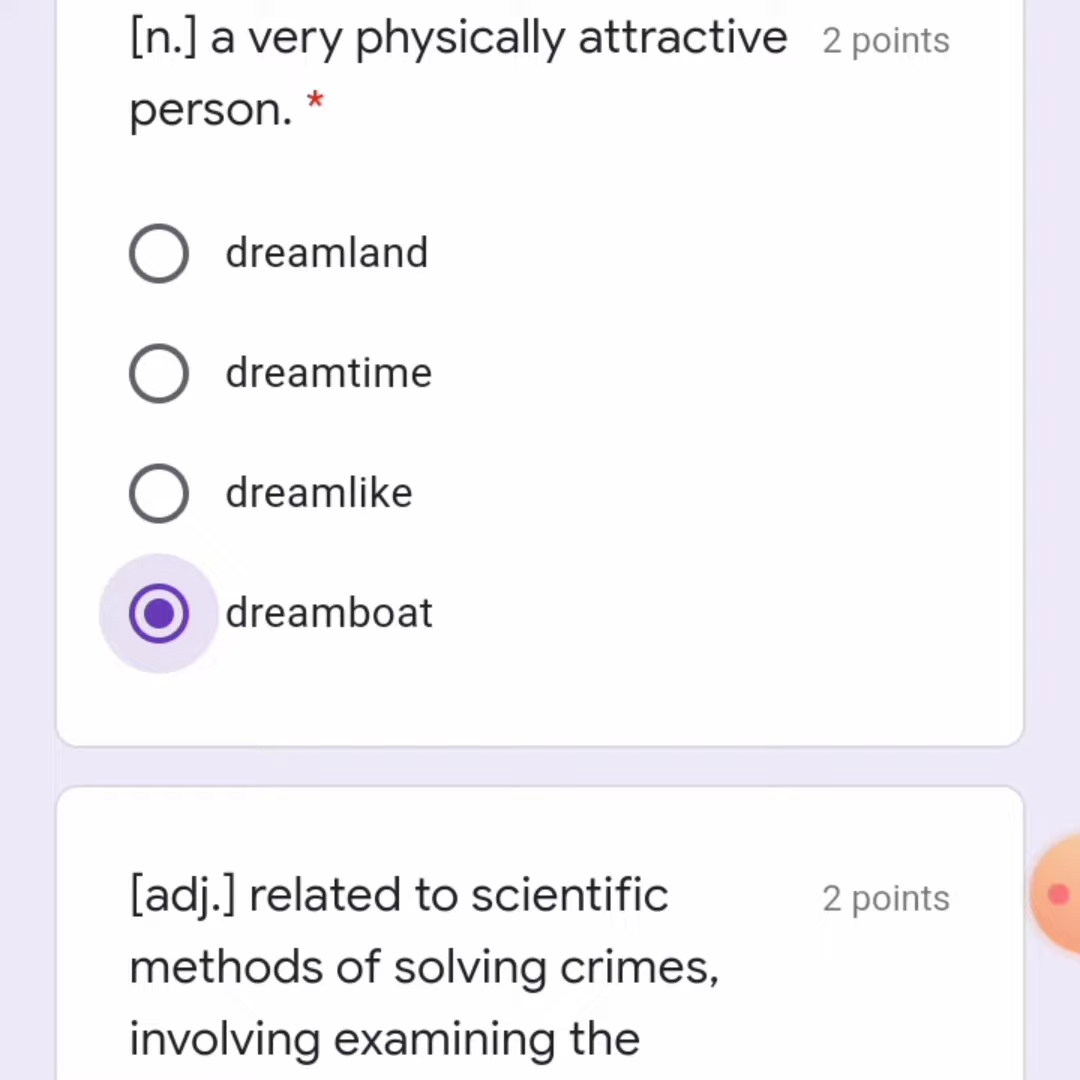 [n.] a very physically attractive 2 points
person. *
dreamland
dreamtime
dreamlike
dreamboat
[adj.] related to scientific 2 points
methods of solving crimes,
involving examining the